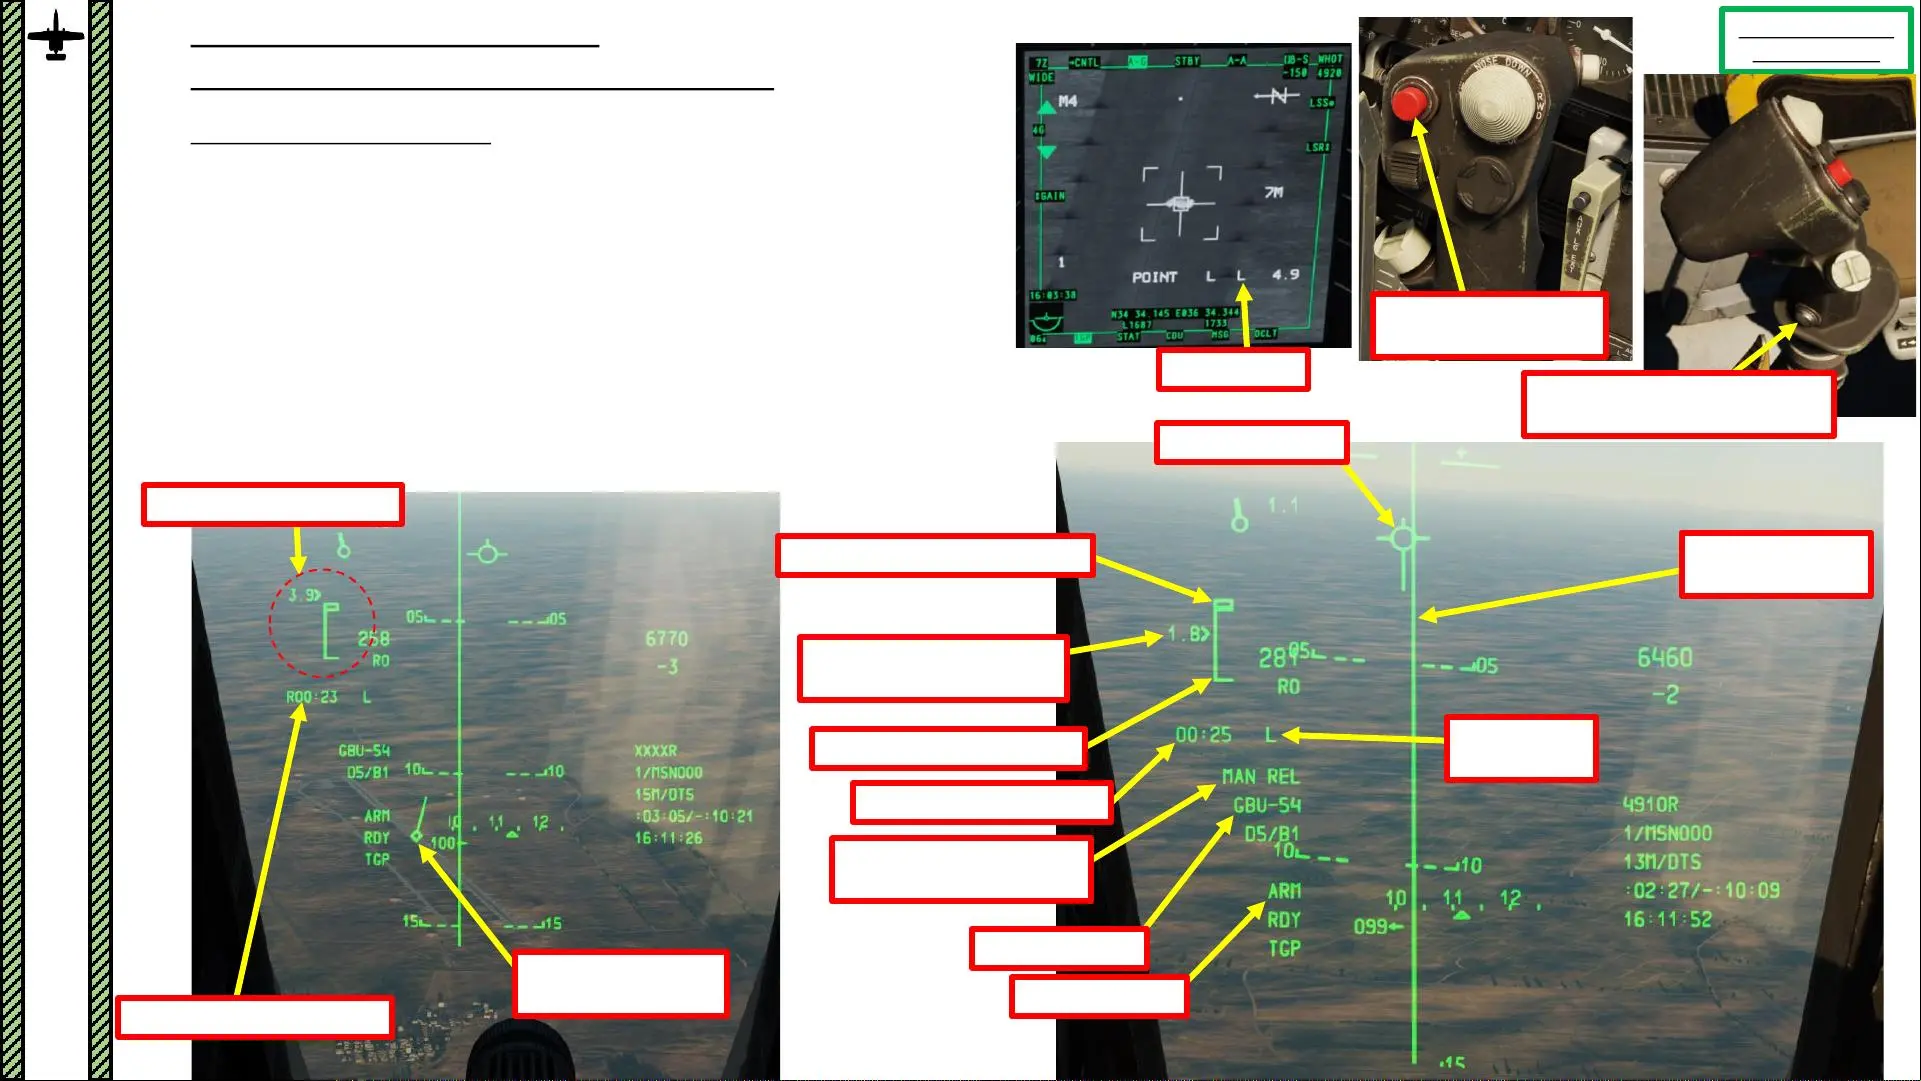 7Z →CNTL A-G STBY A-A IB-S WHOT
WIDE -150 4920
M4 N LSS
4G
LSR
GAIN 7M
1
POINT L L 4.9
16:03:38
N34 34.145 E036 34.344
L1687 1733
TGP STAT CDU MSG DCLT
NOSE DOWN
RWD
3.9>
258
RO
R00:23 L
GBU-54
D5/B1
ARM
RDY
TGP
05 05
10 10
10 11 12
100
15 15
6770
-3
XXXXR
1/MSN000
15M/DTS
:03:05/-:10:21
16:11:26
1.1
1.8>
281
RO
00:25 L
MAN REL
GBU-54
D5/B1
ARM
RDY
TGP
05 05
10 10
10 11 12
099
15
6460
-2
4910R
1/MSN000
13M/DTS
:02:27/-:10:09
16:11:52